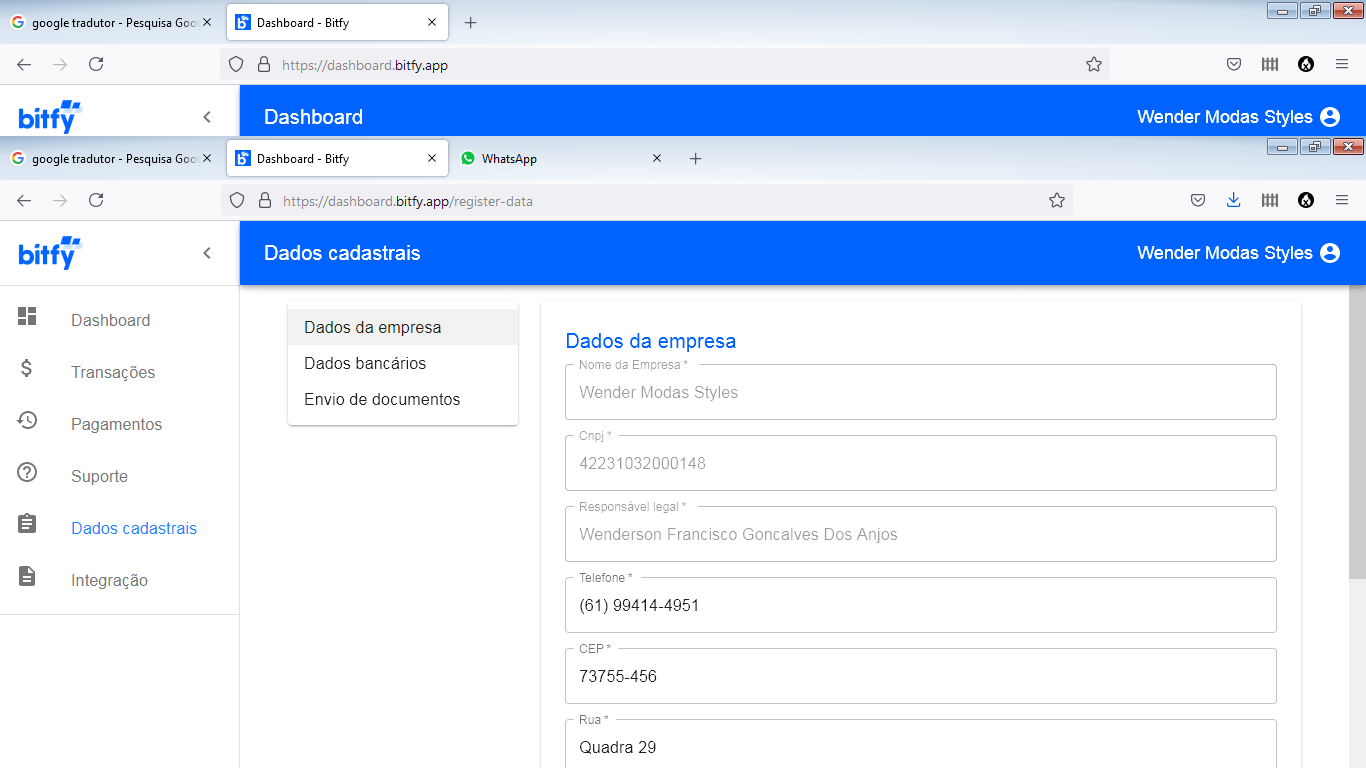 google tradutor - Pesquisa Goo
Dashboard - Bitfy
https://dashboard.bitfy.app
bitfy
Dashboard
Wender Modas Styles
google tradutor - Pesquisa Goo
Dashboard - Bitfy
WhatsApp
https://dashboard.bitfy.app/register-data
bitfy
Dados cadastrais
Wender Modas Styles
Dashboard
Transações
Pagamentos
Suporte
Dados cadastrais
Integração
Dados da empresa
Dados bancários
Envio de documentos
Dados da empresa
Nome da Empresa *
Wender Modas Styles
Cnpj *
42231032000148
Responsável legal *
Wenderson Francisco Goncalves Dos Anjos
Telefone *
(61) 99414-4951
CEP *
73755-456
Rua *
Quadra 29